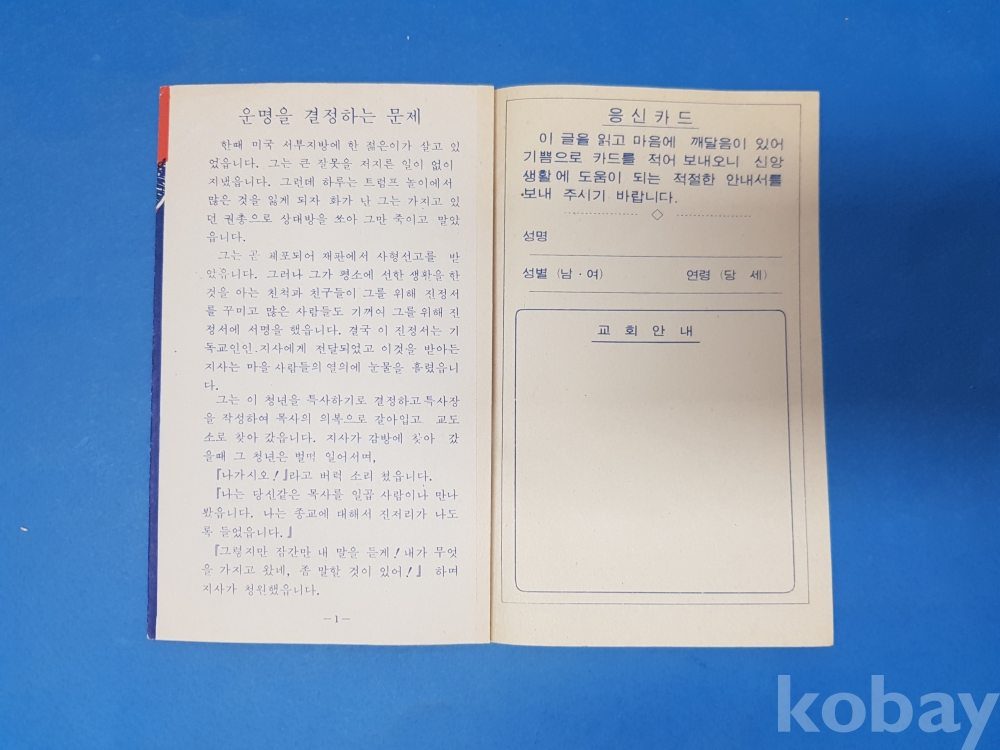 운명을 결정하는 문제
한때 미국 서부지방에 한 젊은이가 살고 있
었읍니다. 그는 큰 잘못을 저지른 일이 없이
지냈읍니다. 그런데 하루는 트럼프 놀이에서
많은 것을 잃게 되자 화가 난 그는 가지고 있
던 권총으로 상대방을 쏘아 그만 죽이고 말았
읍니다.
그는 곧 체포되어 재판에서 사형선고를 받
았읍니다. 그러나 그가 평소에 선한 생활을 한
것을 아는 친척과 친구들이 그를 위해 진정서
를 꾸미고 많은 사람들도 기꺼이 그를 위해 진
정서에 서명을 했읍니다. 결국 이 진정서는 기
독교인인 지사에게 전달되었고 이것을 받아든
지사는 마을 사람들의 열의에 눈물을 흘렸읍니
다.
그는 이 청년을 특사하기로 결정하고 특사장
을 작성하여 목사의 의복으로 갈아입고 교도
소로 찾아 갔읍니다. 지사가 감방에 찾아 갔
을때 그 청년은 벌떡 일어서며,
『나가시오!』라고 버럭 소리 쳤읍니다.
『나는 당신같은 목사를 일곱 사람이나 만나
봤읍니다. 나는 종교에 대해서 진저리가 나도
록 들었읍니다.』
『그렇지만 잠간만 내 말을 듣게! 내가 무엇
을 가지고 왔네, 좀 말할 것이 있어!』 하며
지사가 청원했읍니다.
—1—
응신카드
이 글을 읽고 마음에 깨달음이 있어
기쁨으로 카드를 적어 보내오니 신앙
생활에 도움이 되는 적절한 안내서를
보내 주시기 바랍니다.
성명
성별 (남 · 여) 연령 (당 세)
교회안내
kobay